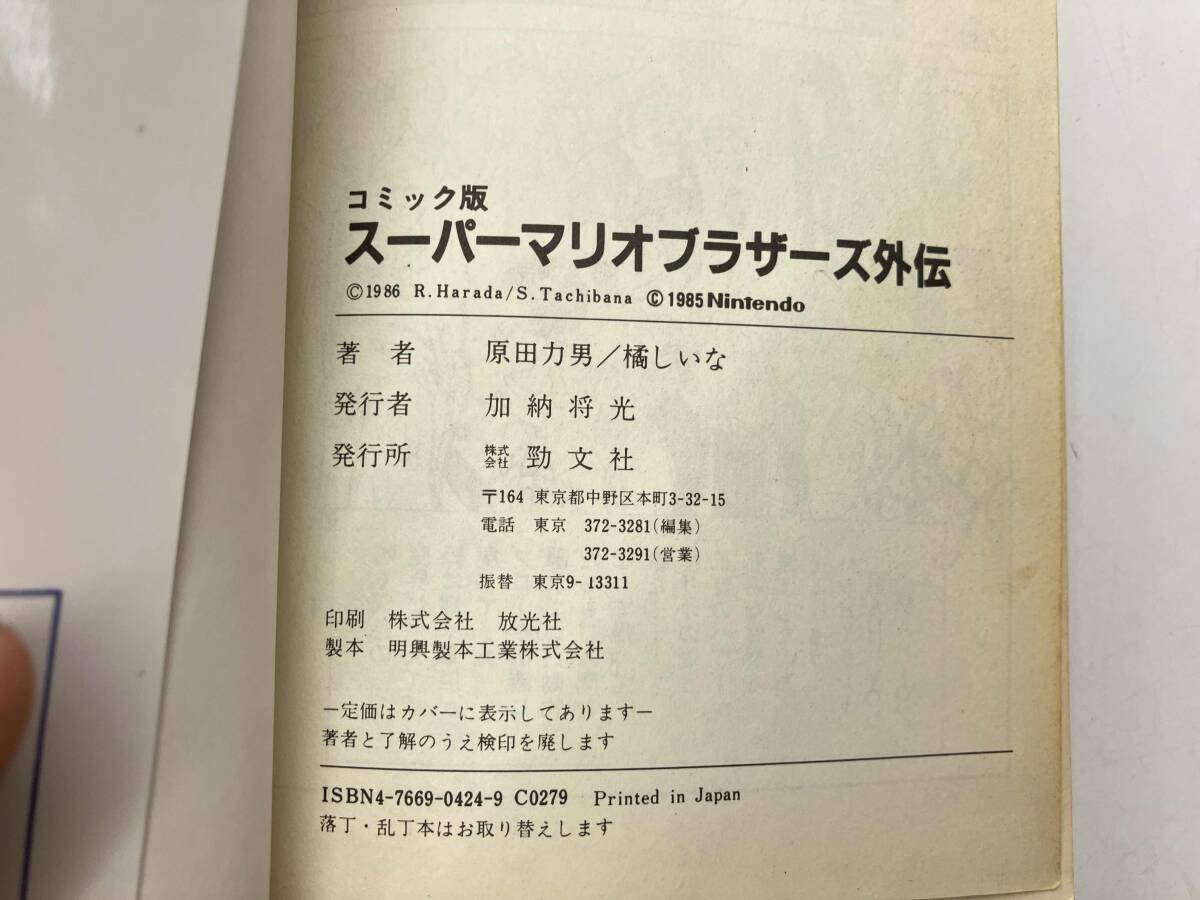 コミック版
スーパーマリオブラザーズ外伝
©1986 R.Harada/S.Tachibana ©1985 Nintendo
著者 原田力男／橘しいな
発行者 加納将光
発行所 株式会社 勁文社
〒164 東京都中野区本町3-32-15
電話 東京 372-3281(編集)
372-3291(営業)
振替 東京9-13311
印刷 株式会社 放光社
製本 明興製本工業株式会社
―定価はカバーに表示してあります―
著者と了解のうえ検印を廃します
ISBN4-7669-0424-9 C0279 Printed in Japan
落丁・乱丁本はお取り替えします